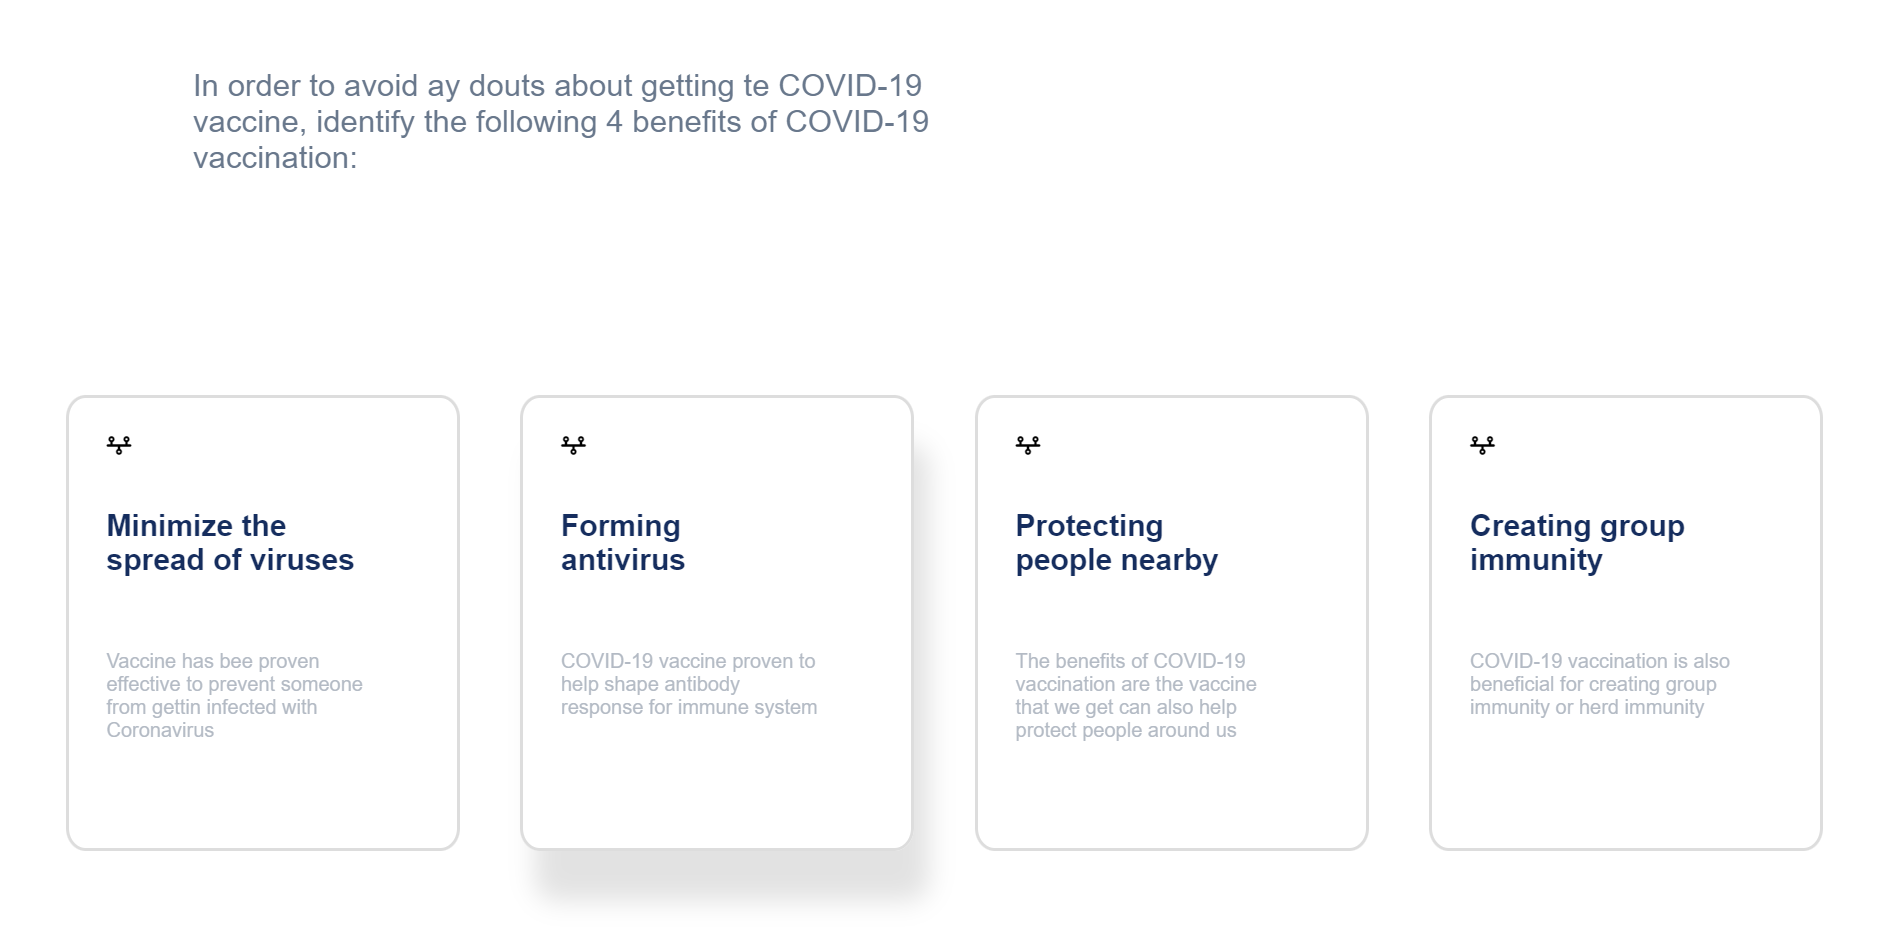 In order to avoid ay douts about getting te COVID-19
vaccine, identify the following 4 benefits of COVID-19
vaccination:
Minimize the
spread of viruses
Vaccine has bee proven
effective to prevent someone
from gettin infected with
Coronavirus
Forming
antivirus
COVID-19 vaccine proven to
help shape antibody
response for immune system
Protecting
people nearby
The benefits of COVID-19
vaccination are the vaccine
that we get can also help
protect people around us
Creating group
immunity
COVID-19 vaccination is also
beneficial for creating group
immunity or herd immunity